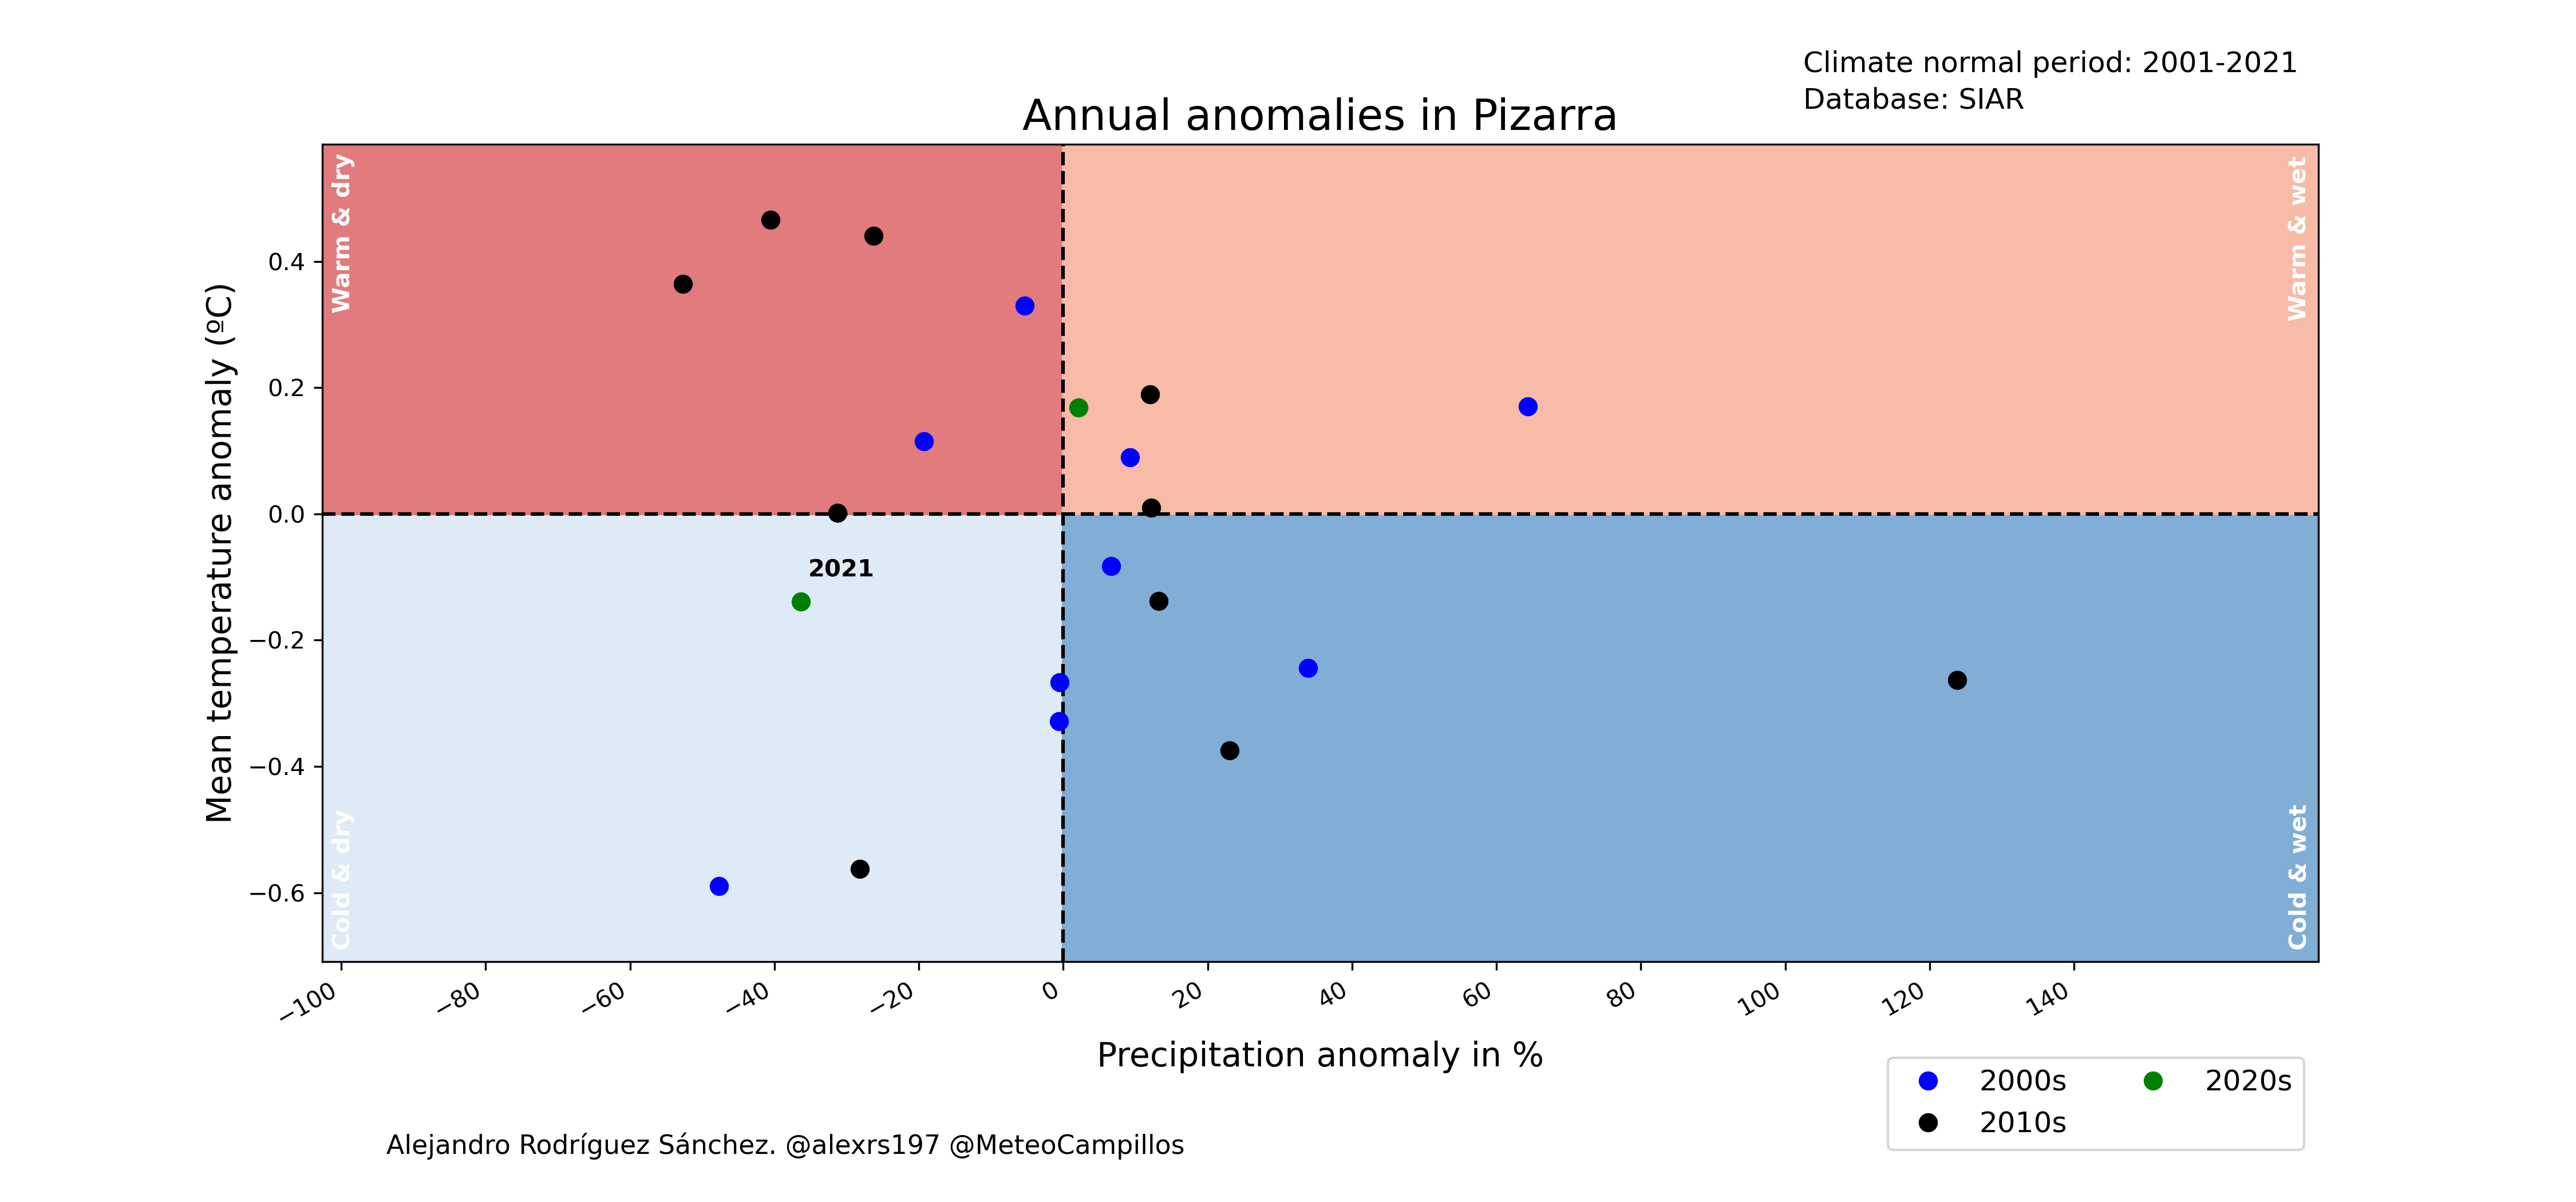 Climate normal period: 2001-2021
Database: SIAR
Annual anomalies in Pizarra
Warm & dry
Warm & wet
Mean temperature anomaly (ºC)
0.4
0.2
0.0
−0.2
−0.4
−0.6
2021
Cold & dry
Cold & wet
−100 −80 −60 −40 −20 0 20 40 60 80 100 120 140
Precipitation anomaly in %
2000s 2020s
2010s
Alejandro Rodríguez Sánchez. @alexrs197 @MeteoCampillos